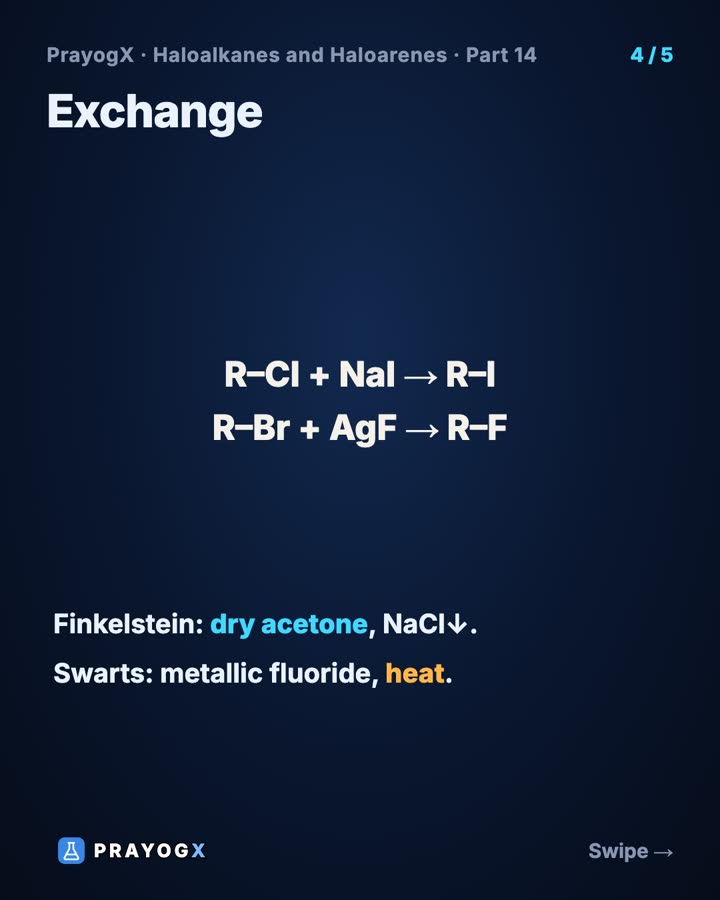 PrayogX · Haloalkanes and Haloarenes · Part 14
4 / 5
Exchange
R–Cl + NaI → R–I
R–Br + AgF → R–F
Finkelstein: dry acetone, NaCl↓.
Swarts: metallic fluoride, heat.
PRAYOGX
Swipe →